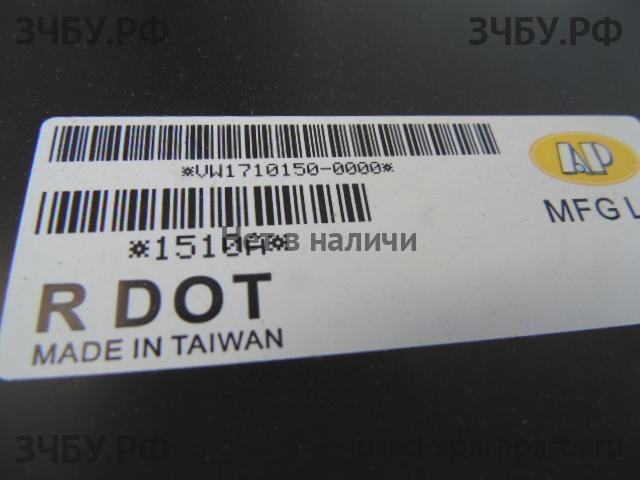 ЗЧБУ.РФ ЗЧБУ.РФ
*VW1710150-0000*
AP
MFG L
Нет в наличи
*1510A*
R DOT
MADE IN TAIWAN
ЗЧБУ.РФ used-spareparts.ru